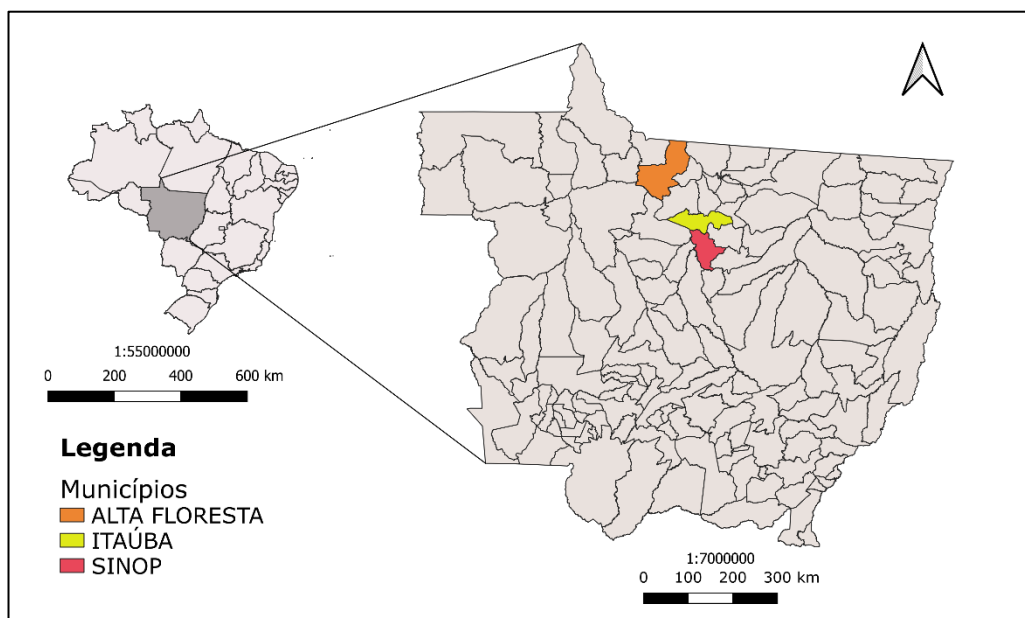 1:55000000
0 200 400 600 km
Legenda
Municípios
ALTA FLORESTA
ITAÚBA
SINOP
1:7000000
0 100 200 300 km